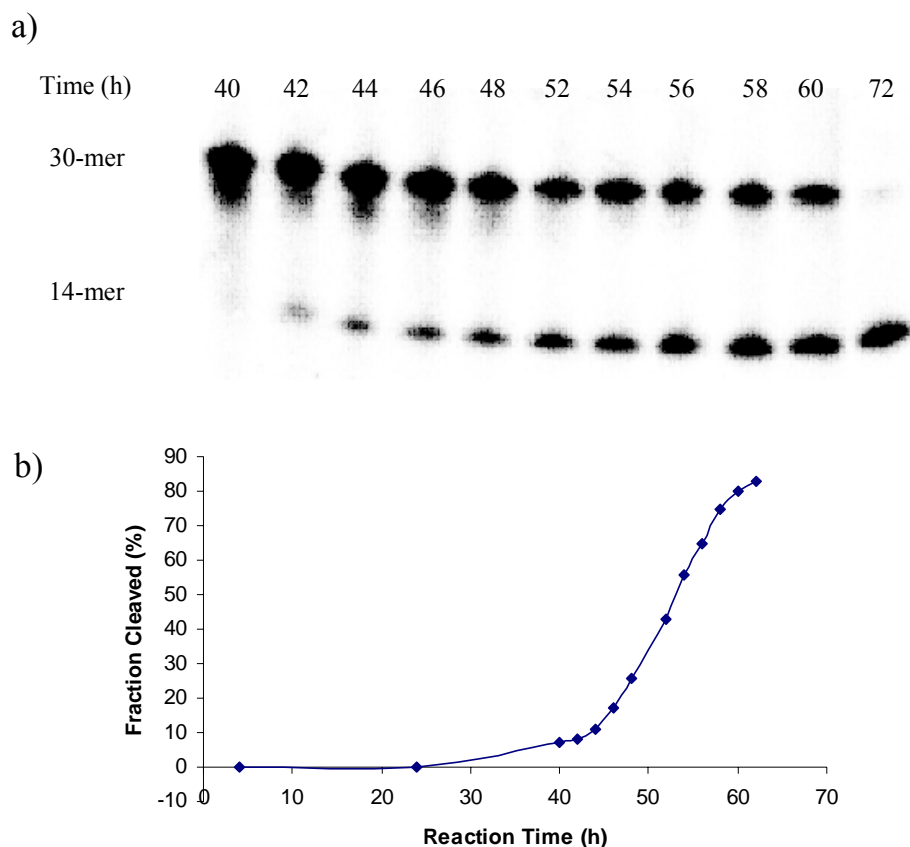 a)
Time (h) 40 42 44 46 48 52 54 56 58 60 72
30-mer
14-mer
b)
Fraction Cleaved (%)
90
80
70
60
50
40
30
20
10
0
-10
0 10 20 30 40 50 60 70
Reaction Time (h)